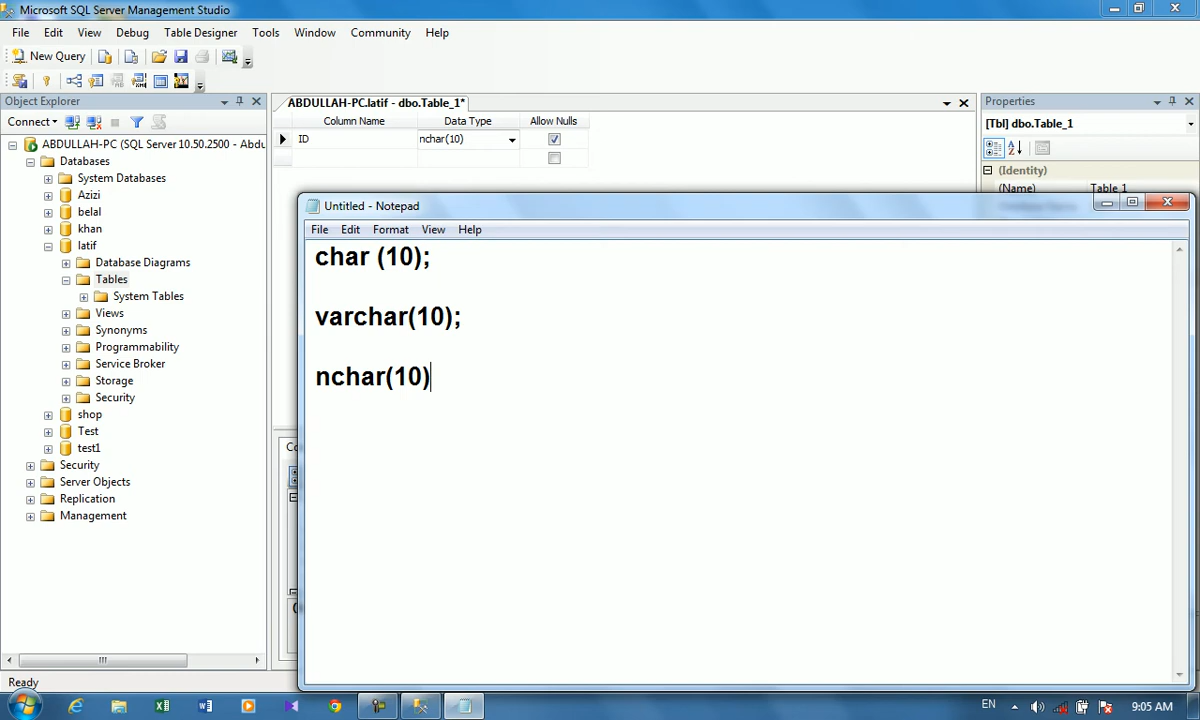 Microsoft SQL Server Management Studio
File Edit View Debug Table Designer Tools Window Community Help
New Query
Object Explorer
Connect
ABDULLAH-PC (SQL Server 10.50.2500 - Abdu
Databases
System Databases
Azizi
belal
khan
latif
Database Diagrams
Tables
System Tables
Views
Synonyms
Programmability
Service Broker
Storage
Security
shop
Test
test1
Security
Server Objects
Replication
Management
ABDULLAH-PC.latif - dbo.Table_1*
Column Name Data Type Allow Nulls
ID nchar(10)
Properties
[Tbl] dbo.Table_1
(Identity)
(Name) Table_1
Untitled - Notepad
File Edit Format View Help
char (10);
varchar(10);
nchar(10)
Ready
EN 9:05 AM